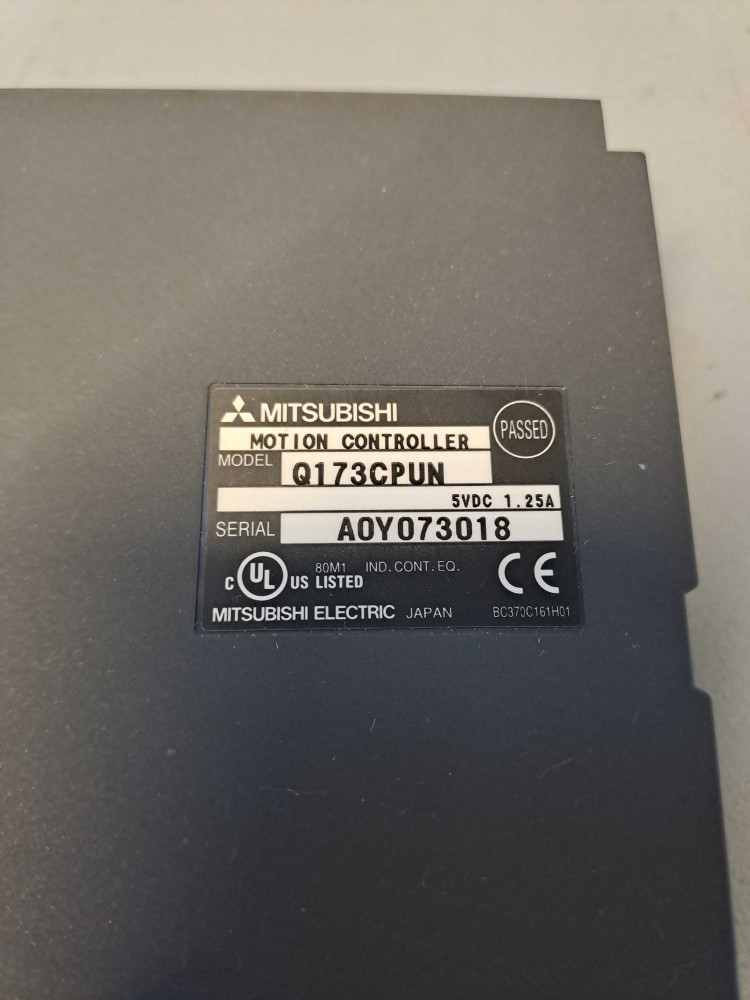 MITSUBISHI
PASSED
MOTION CONTROLLER
MODEL Q173CPUN
5VDC 1.25A
SERIAL A0Y073018
C UL US LISTED 80M1 IND. CONT. EQ.
CE
MITSUBISHI ELECTRIC JAPAN BC370C161H01